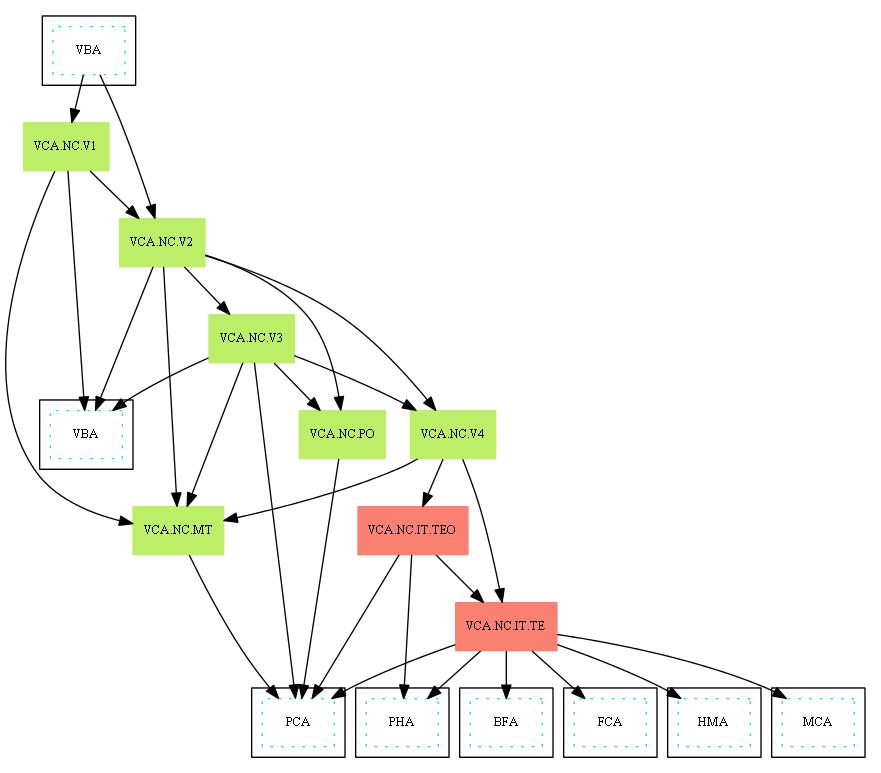 VBA
VCA.NC.V1
VCA.NC.V2
VCA.NC.V3
VBA
VCA.NC.PO
VCA.NC.V4
VCA.NC.MT
VCA.NC.IT.TEO
VCA.NC.IT.TE
PCA
PHA
BFA
FCA
HMA
MCA